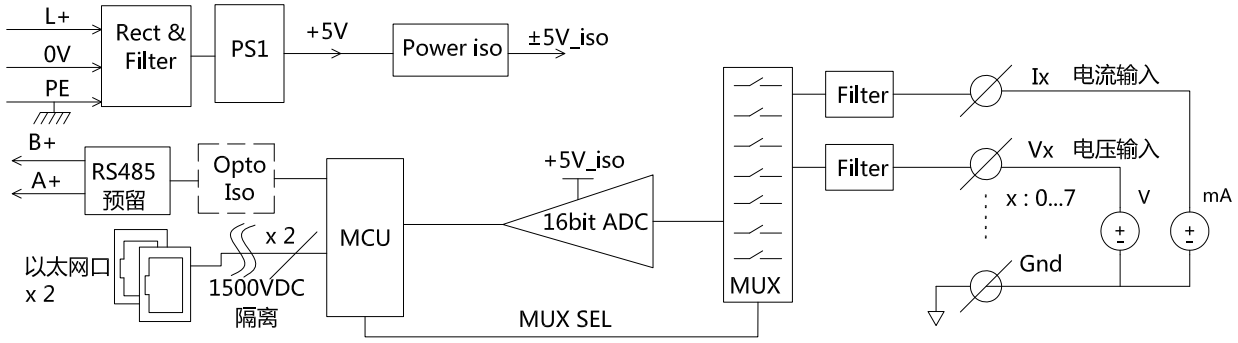 L+
0V
PE
Rect &
Filter
PS1
+5V
Power iso
±5V_iso
B+
A+
RS485
预留
Opto
Iso
MCU
+5V_iso
16bit ADC
MUX
Filter
Filter
Ix 电流输入
Vx 电压输入
x : 0...7
V
+
mA
+
Gnd
以太网口
x 2
x 2
1500VDC
隔离
MUX SEL